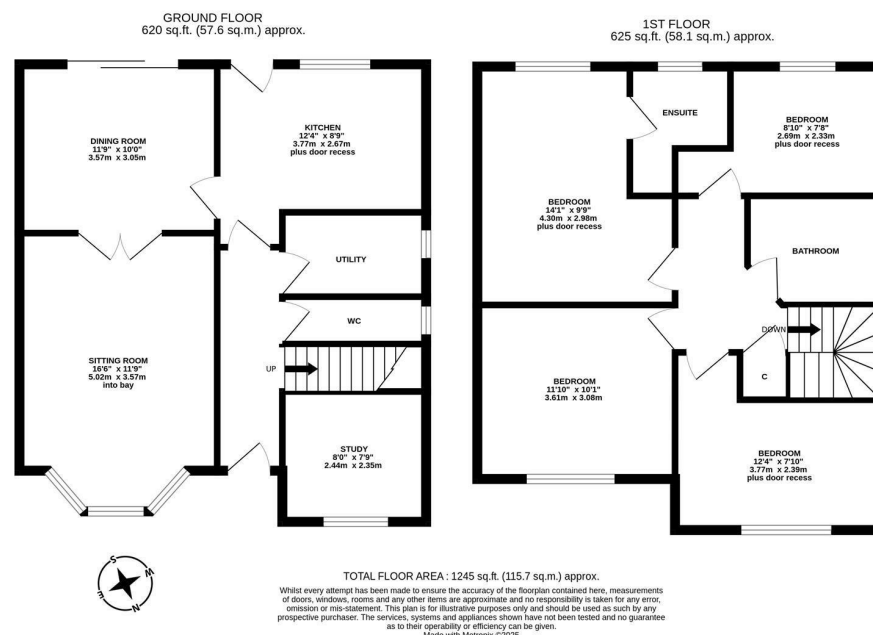 GROUND FLOOR
620 sq.ft. (57.6 sq.m.) approx.
DINING ROOM
11'9" x 10'0"
3.57m x 3.05m
KITCHEN
12'4" x 8'9"
3.77m x 2.67m
plus door recess
UTILITY
WC
SITTING ROOM
16'6" x 11'9"
5.02m x 3.57m
into bay
UP
STUDY
8'0" x 7'9"
2.44m x 2.35m
1ST FLOOR
625 sq.ft. (58.1 sq.m.) approx.
ENSUITE
BEDROOM
8'10" x 7'8"
2.69m x 2.33m
plus door recess
BEDROOM
14'1" x 9'9"
4.30m x 2.98m
plus door recess
BATHROOM
DOWN
C
BEDROOM
11'10" x 10'1"
3.61m x 3.08m
BEDROOM
12'4" x 7'10"
3.77m x 2.39m
plus door recess
S
W
E
N
TOTAL FLOOR AREA : 1245 sq.ft. (115.7 sq.m.) approx.
Whilst every attempt has been made to ensure the accuracy of the floorplan contained here, measurements
of doors, windows, rooms and any other items are approximate and no responsibility is taken for any error,
omission or mis-statement. This plan is for illustrative purposes only and should be used as such by any
prospective purchaser. The services, systems and appliances shown have not been tested and no guarantee
as to their operability or efficiency can be given.
Made with Metropix ©2025